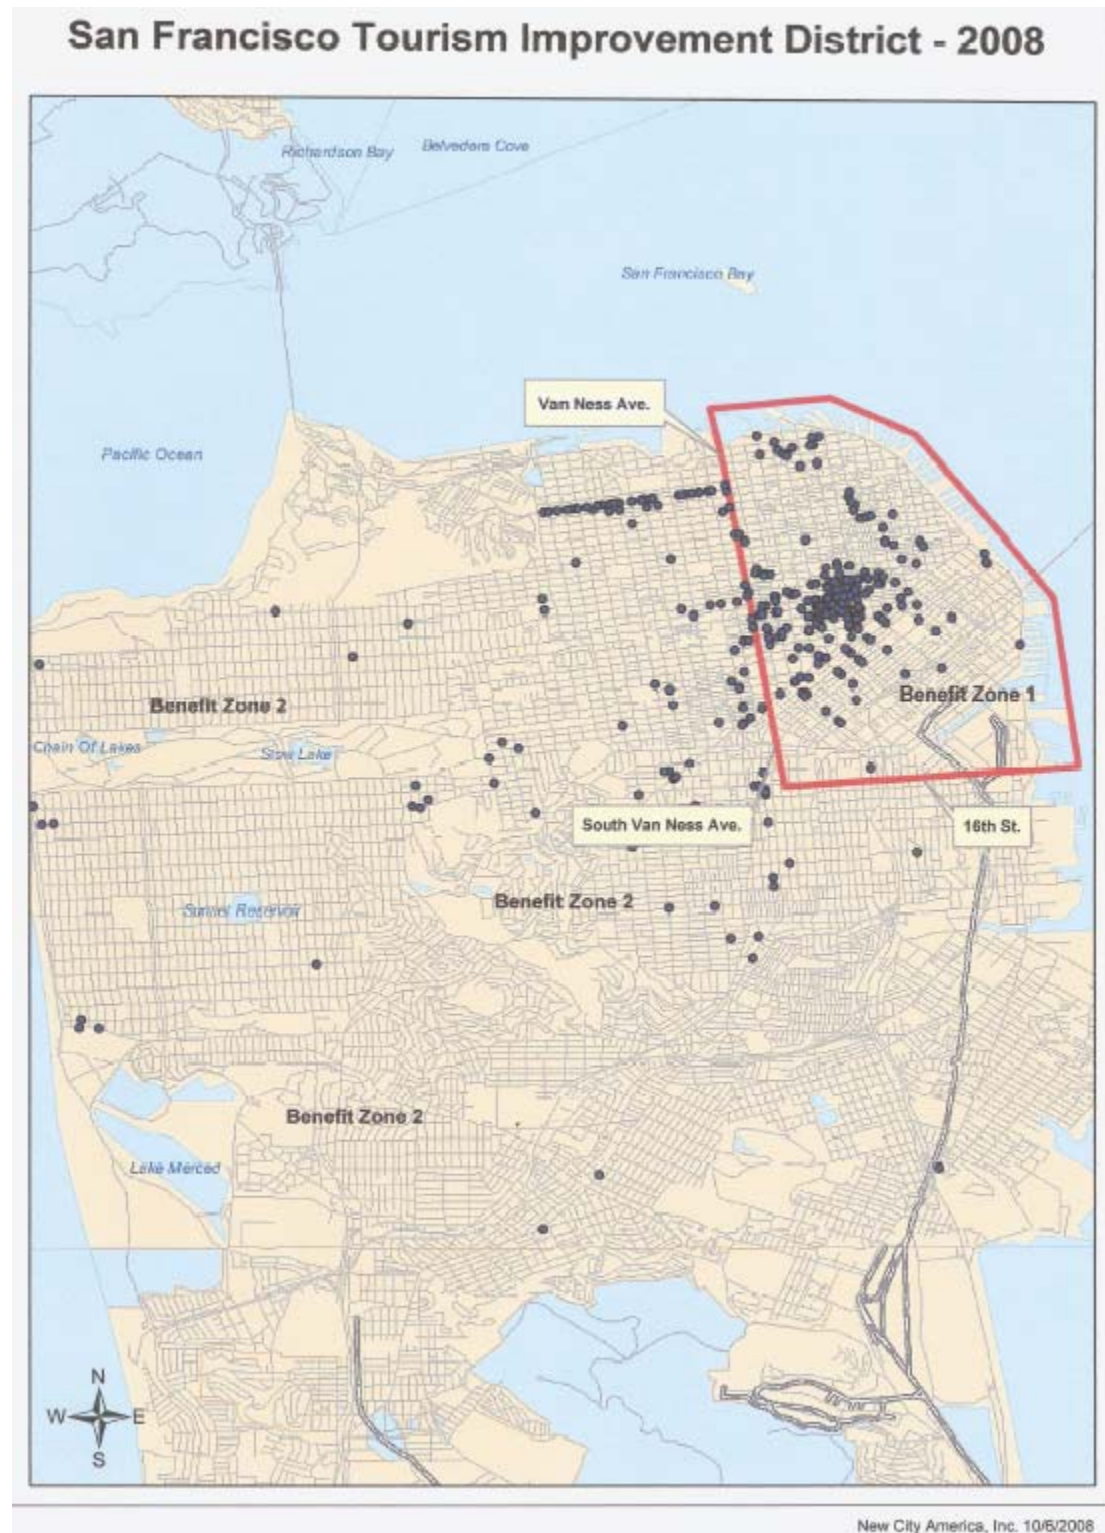 San Francisco Tourism Improvement District - 2008
Richardson Bay
Belvedere Cove
San Francisco Bay
Van Ness Ave.
Pacific Ocean
Benefit Zone 1
Benefit Zone 2
Chain Of Lakes
Stow Lake
South Van Ness Ave.
16th St.
Benefit Zone 2
Sunset Reservoir
Benefit Zone 2
Lake Merced
N
W
E
S
New City America, Inc. 10/6/2008